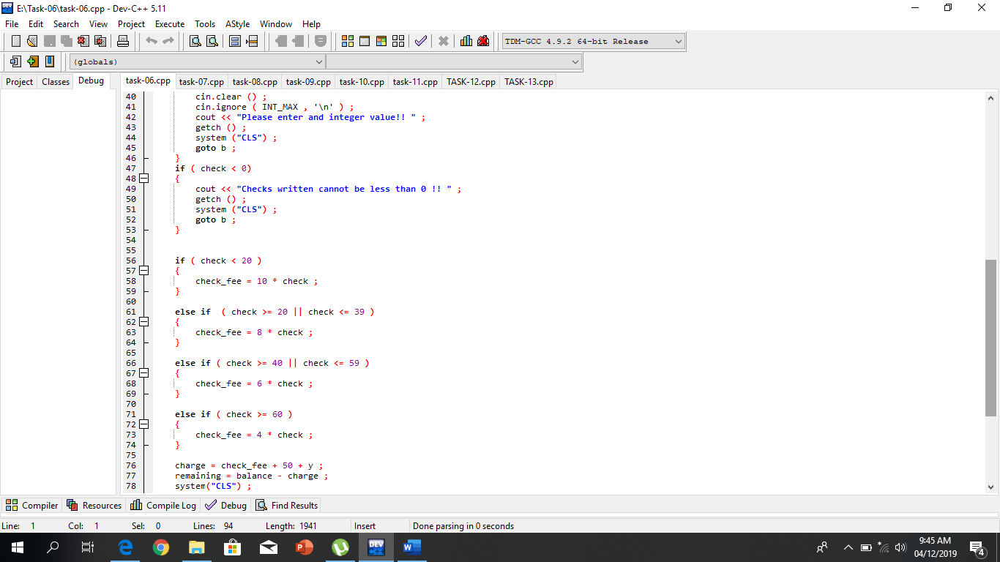 E:\Task-06\task-06.cpp - Dev-C++ 5.11
File Edit Search View Project Execute Tools AStyle Window Help
TDM-GCC 4.9.2 64-bit Release
(globals)
Project Classes Debug task-06.cpp task-07.cpp task-08.cpp task-09.cpp task-10.cpp task-11.cpp TASK-12.cpp TASK-13.cpp
40 cin.clear () ;
41 cin.ignore ( INT_MAX , '\n' ) ;
42 cout << "Please enter and integer value!! " ;
43 getch () ;
44 system ("CLS") ;
45 goto b ;
46 }
47 if ( check < 0)
48 {
49 cout << "Checks written cannot be less than 0 !! " ;
50 getch () ;
51 system ("CLS") ;
52 goto b ;
53 }
54
55
56 if ( check < 20 )
57 {
58 check_fee = 10 * check ;
59 }
60
61 else if ( check >= 20 || check <= 39 )
62 {
63 check_fee = 8 * check ;
64 }
65
66 else if ( check >= 40 || check <= 59 )
67 {
68 check_fee = 6 * check ;
69 }
70
71 else if ( check >= 60 )
72 {
73 check_fee = 4 * check ;
74 }
75
76 charge = check_fee + 50 + y ;
77 remaining = balance - charge ;
78 system("CLS") ;
Compiler Resources Compile Log Debug Find Results
Line: 1 Col: 1 Sel: 0 Lines: 94 Length: 1941 Insert Done parsing in 0 seconds
9:45 AM
04/12/2019
4